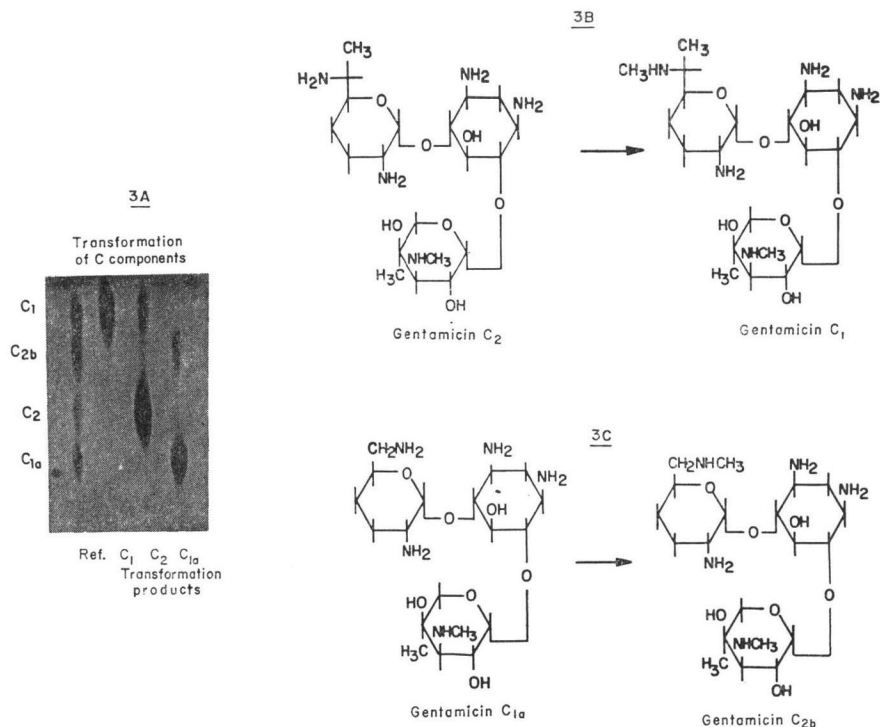 3A
Transformation
of C components
C1
C2b
C2
C1a
Ref. C1 C2 C1a
Transformation
products
3B
CH3
H2N
O
NH2
NH2
OH
O
NH2
O
HO
O
NHCH3
H3C
OH
Gentamicin C2
CH3
CH3HN
O
NH2
NH2
OH
O
NH2
O
HO
O
NHCH3
H3C
OH
Gentamicin C1
3C
CH2NH2
O
NH2
NH2
OH
O
NH2
O
HO
O
NHCH3
H3C
OH
Gentamicin C1a
CH2NHCH3
O
NH2
NH2
OH
O
NH2
O
HO
O
NHCH3
H3C
OH
Gentamicin C2b